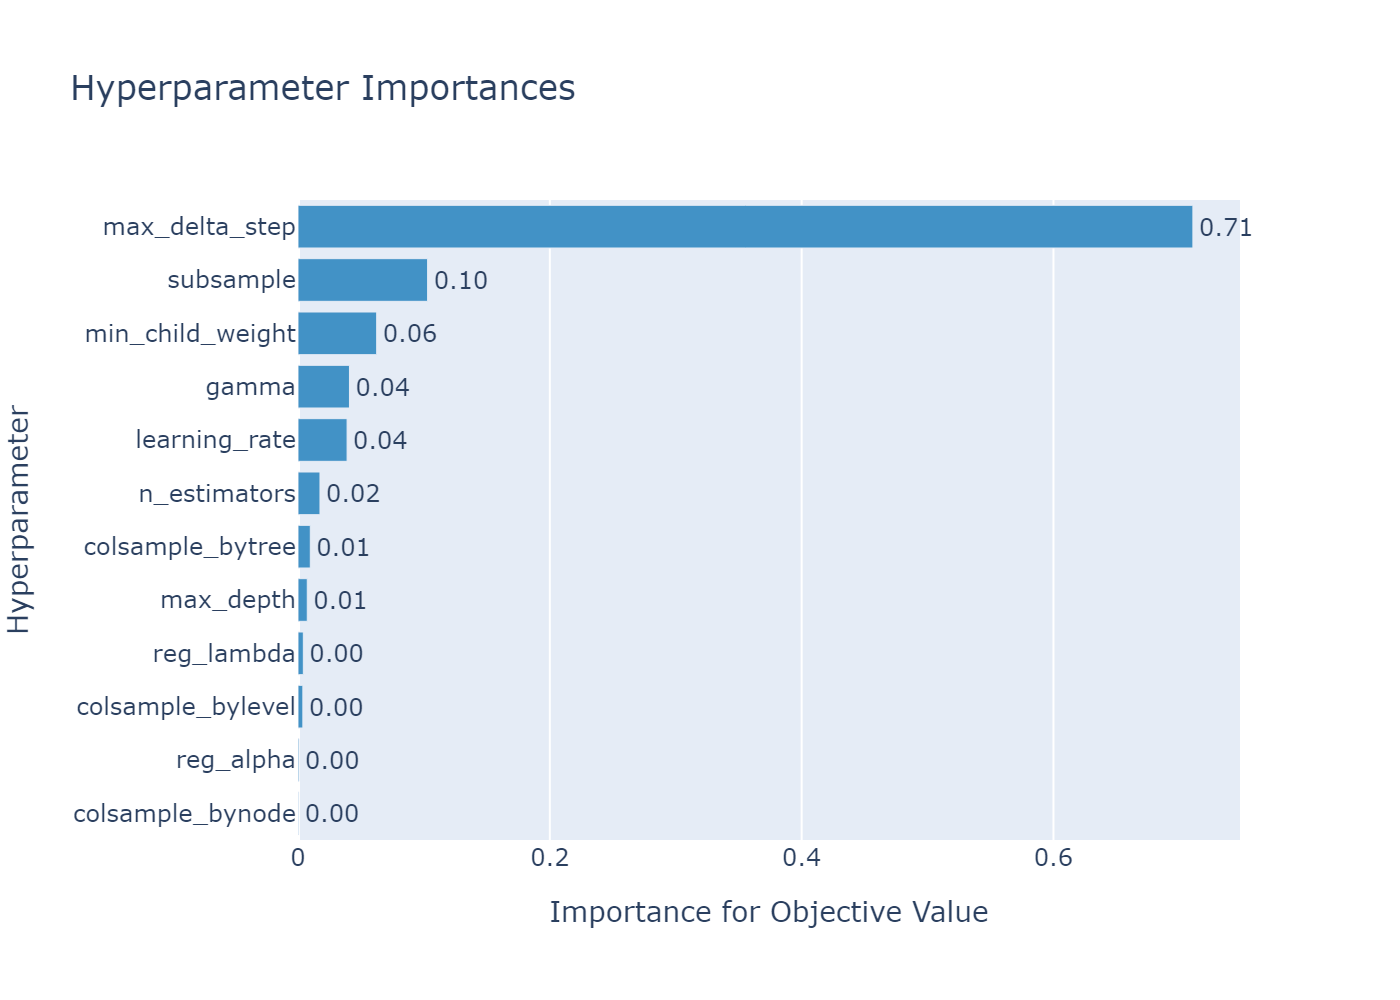 Hyperparameter Importances
Hyperparameter
max_delta_step 0.71
subsample 0.10
min_child_weight 0.06
gamma 0.04
learning_rate 0.04
n_estimators 0.02
colsample_bytree 0.01
max_depth 0.01
reg_lambda 0.00
colsample_bylevel 0.00
reg_alpha 0.00
colsample_bynode 0.00
0 0.2 0.4 0.6
Importance for Objective Value